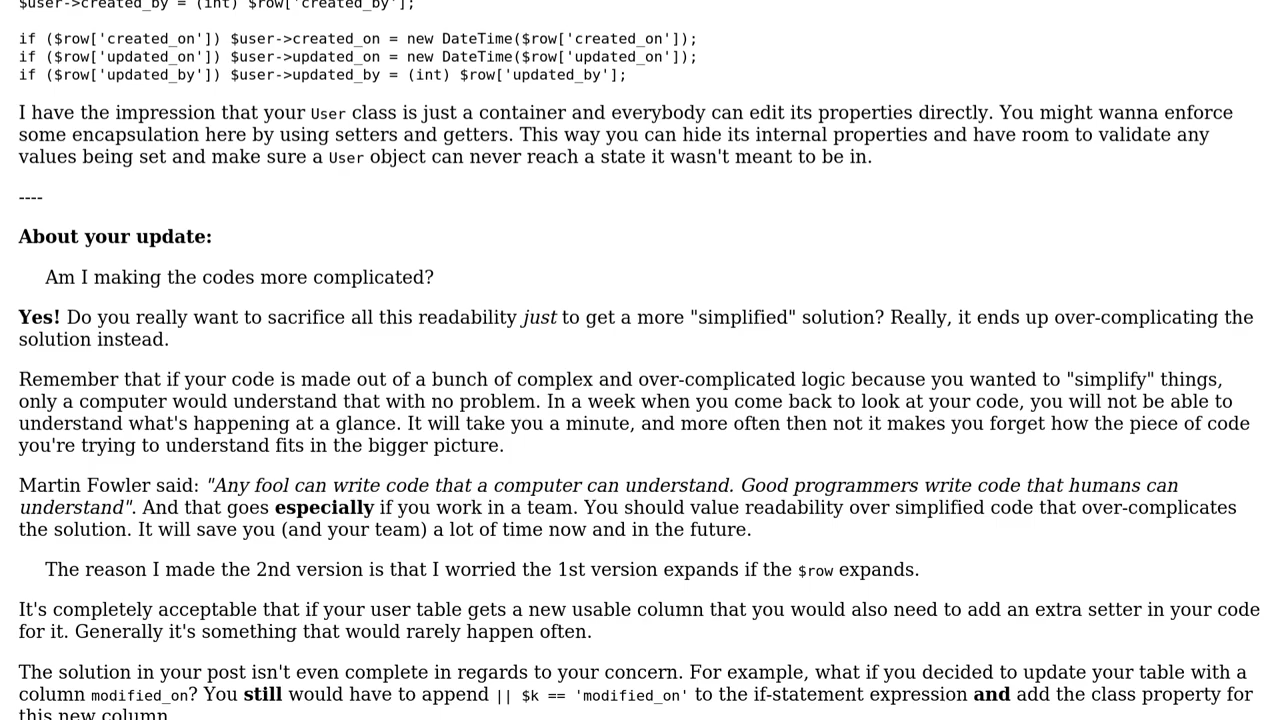 $user->created_by = (int) $row['created_by'];
if ($row['created_on']) $user->created_on = new DateTime($row['created_on']);
if ($row['updated_on']) $user->updated_on = new DateTime($row['updated_on']);
if ($row['updated_by']) $user->updated_by = (int) $row['updated_by'];
I have the impression that your User class is just a container and everybody can edit its properties directly. You might wanna enforce
some encapsulation here by using setters and getters. This way you can hide its internal properties and have room to validate any
values being set and make sure a User object can never reach a state it wasn't meant to be in.
----
About your update:
Am I making the codes more complicated?
Yes! Do you really want to sacrifice all this readability just to get a more "simplified" solution? Really, it ends up over-complicating the
solution instead.
Remember that if your code is made out of a bunch of complex and over-complicated logic because you wanted to "simplify" things,
only a computer would understand that with no problem. In a week when you come back to look at your code, you will not be able to
understand what's happening at a glance. It will take you a minute, and more often then not it makes you forget how the piece of code
you're trying to understand fits in the bigger picture.
Martin Fowler said: "Any fool can write code that a computer can understand. Good programmers write code that humans can
understand". And that goes especially if you work in a team. You should value readability over simplified code that over-complicates
the solution. It will save you (and your team) a lot of time now and in the future.
The reason I made the 2nd version is that I worried the 1st version expands if the $row expands.
It's completely acceptable that if your user table gets a new usable column that you would also need to add an extra setter in your code
for it. Generally it's something that would rarely happen often.
The solution in your post isn't even complete in regards to your concern. For example, what if you decided to update your table with a
column modified_on? You still would have to append || $k == 'modified_on' to the if-statement expression and add the class property for
this new column.